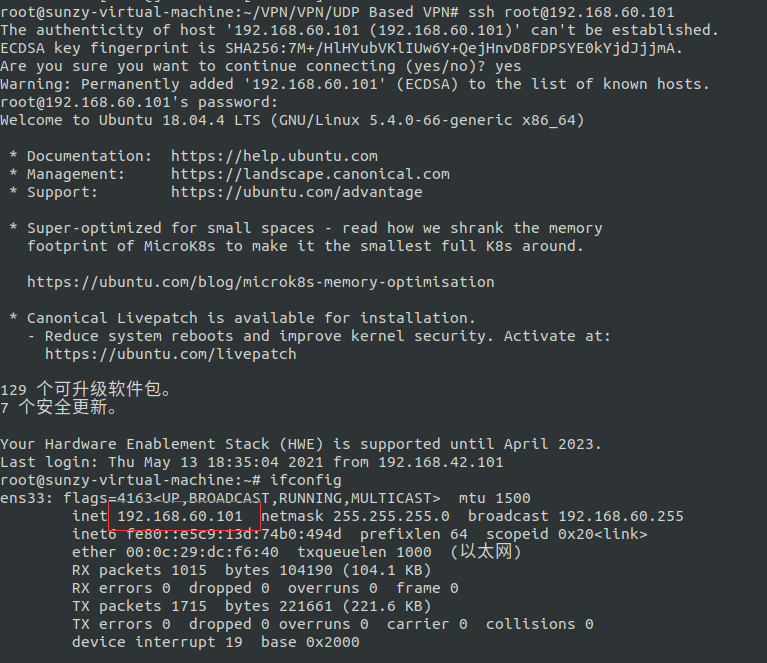 root@sunzy-virtual-machine:~/VPN/VPN/UDP Based VPN# ssh root@192.168.60.101
The authenticity of host '192.168.60.101 (192.168.60.101)' can't be established.
ECDSA key fingerprint is SHA256:7M+/HlHYubVKlIUw6Y+QejHnvD8FDPSYE0kYjdJjjmA.
Are you sure you want to continue connecting (yes/no)? yes
Warning: Permanently added '192.168.60.101' (ECDSA) to the list of known hosts.
root@192.168.60.101's password:
Welcome to Ubuntu 18.04.4 LTS (GNU/Linux 5.4.0-66-generic x86_64)
* Documentation:  https://help.ubuntu.com
* Management:     https://landscape.canonical.com
* Support:        https://ubuntu.com/advantage
* Super-optimized for small spaces - read how we shrank the memory
footprint of MicroK8s to make it the smallest full K8s around.
https://ubuntu.com/blog/microk8s-memory-optimisation
* Canonical Livepatch is available for installation.
- Reduce system reboots and improve kernel security. Activate at:
https://ubuntu.com/livepatch
129 个可升级软件包。
7 个安全更新。
Your Hardware Enablement Stack (HWE) is supported until April 2023.
Last login: Thu May 13 18:35:04 2021 from 192.168.42.101
root@sunzy-virtual-machine:~# ifconfig
ens33: flags=4163<UP,BROADCAST,RUNNING,MULTICAST>  mtu 1500
inet 192.168.60.101  netmask 255.255.255.0  broadcast 192.168.60.255
inet6 fe80::e5c9:13d:74b0:494d  prefixlen 64  scopeid 0x20<link>
ether 00:0c:29:dc:f6:40  txqueuelen 1000  (以太网)
RX packets 1015  bytes 104190 (104.1 KB)
RX errors 0  dropped 0  overruns 0  frame 0
TX packets 1715  bytes 221661 (221.6 KB)
TX errors 0  dropped 0 overruns 0  carrier 0  collisions 0
device interrupt 19  base 0x2000